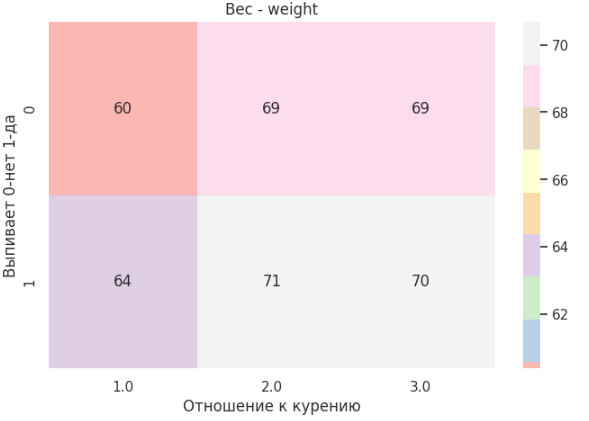 Вес - weight
Выпивает 0-нет 1-да
0
60 69 69
1
64 71 70
1.0 2.0 3.0
Отношение к курению
70
68
66
64
62